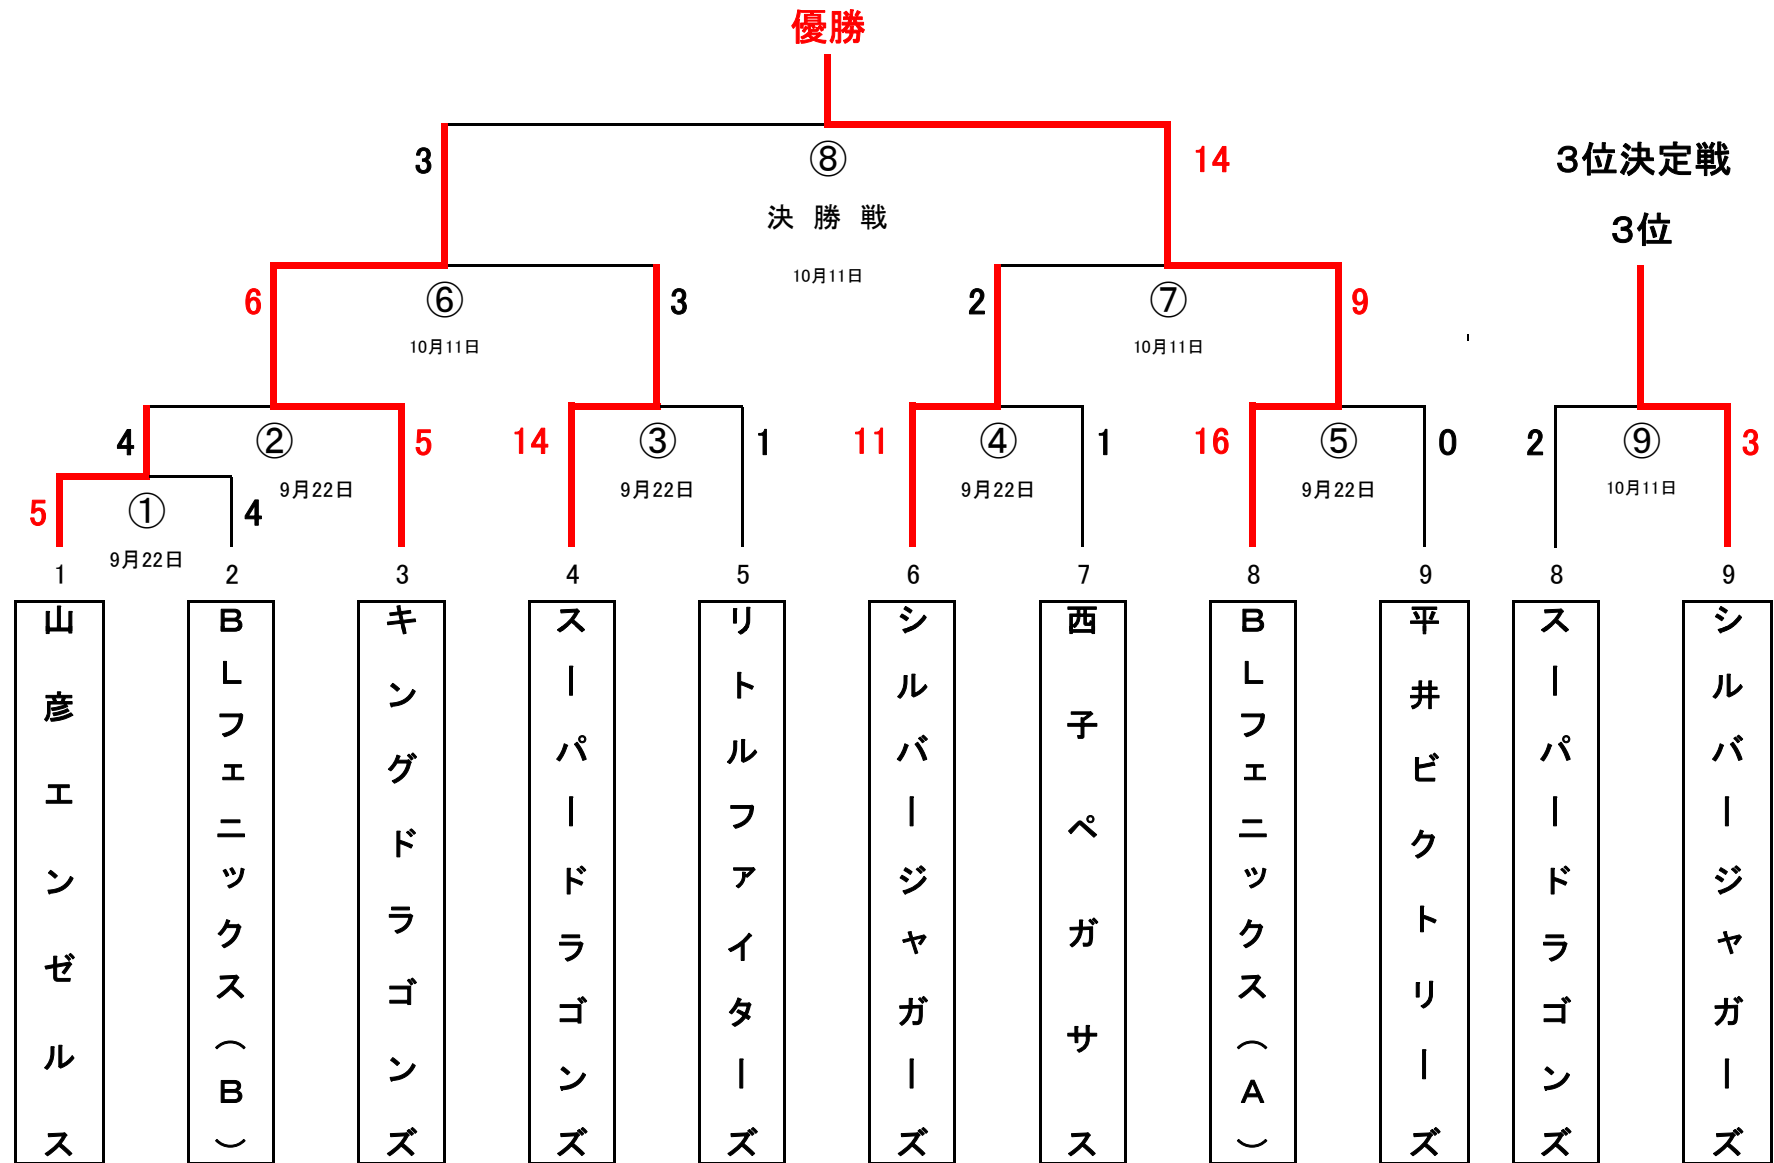 優勝
3
⑧
14
3位決定戦
決 勝 戦
3位
10月11日
6
⑥
3
2
⑦
9
10月11日
10月11日
4
②
5
14
③
1
11
④
1
16
⑤
0
2
⑨
3
9月22日
9月22日
9月22日
9月22日
10月11日
5
①
4
9月22日
1
2
3
4
5
6
7
8
9
8
9
山彦エンゼルス
BLフェニックス(B)
キングドラゴンズ
スーパードラゴンズ
リトルファイターズ
シルバージャガーズ
西子ペガサス
BLフェニックス(A)
平井ビクトリーズ
スーパードラゴンズ
シルバージャガーズ